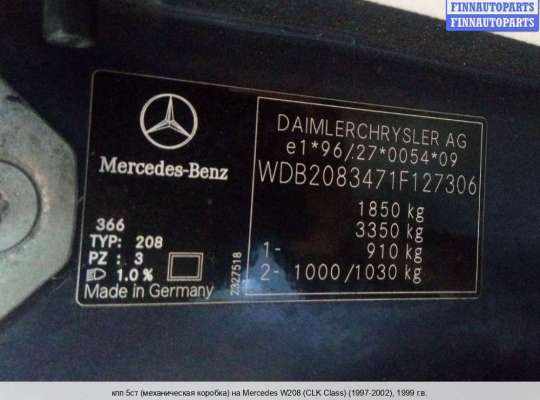 FINNAUTOPARTS
FINNAUTOPARTS
FINNAUTOPARTS
Mercedes-Benz
DAIMLERCHRYSLER AG
e1*96/.27*0054*09
WDB2083471F127306
1850 kg
3350 kg
1- 910 kg
2- 1000/1030 kg
366
TYP: 208
PZ : 3
1.0 %
Made in Germany
2327518
кпп 5ст (механическая коробка) на Mercedes W208 (CLK Class) (1997-2002), 1999 г.в.